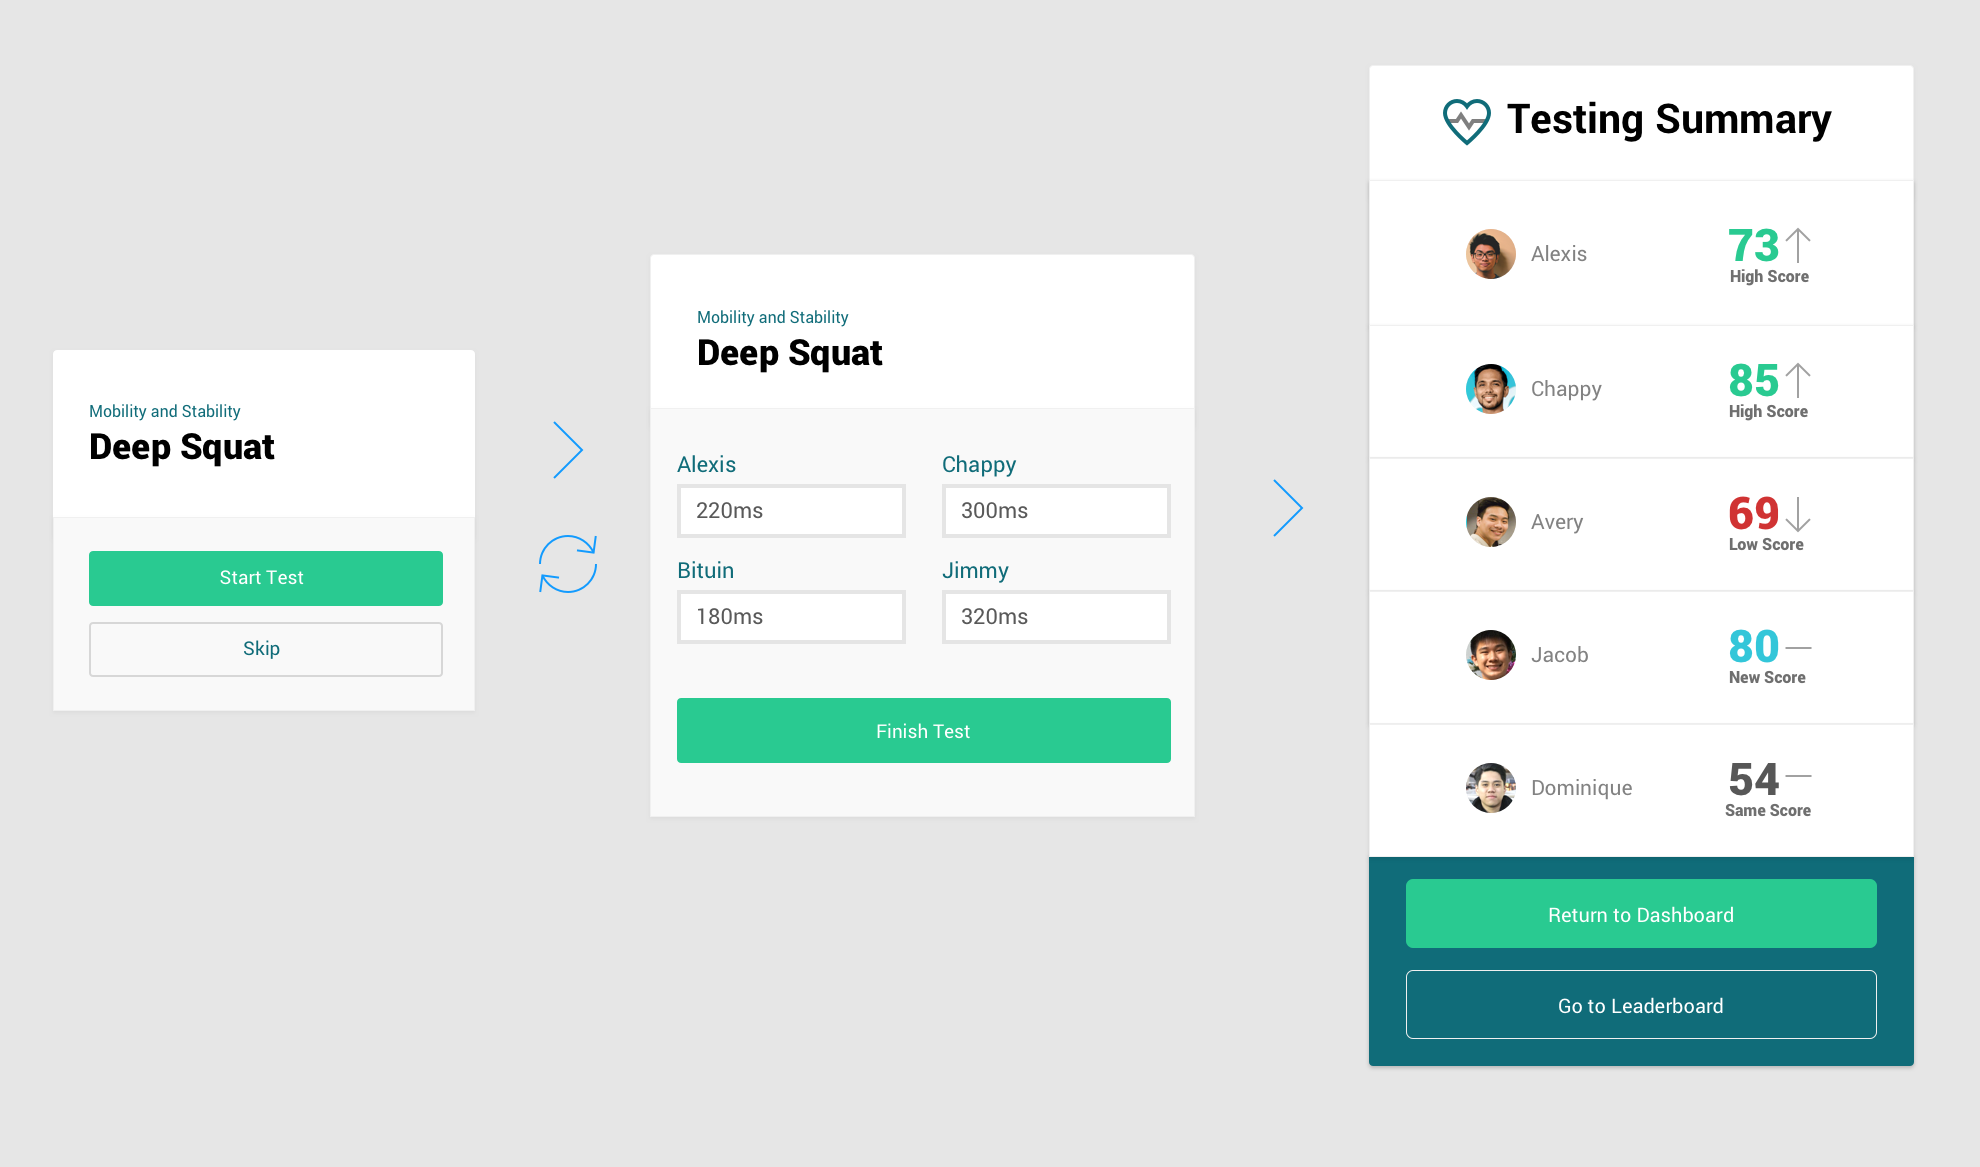 Mobility and Stability
Deep Squat
Start Test
Skip
Mobility and Stability
Deep Squat
Alexis
Chappy
220ms
300ms
Bituin
Jimmy
180ms
320ms
Finish Test
Testing Summary
Alexis
73
High Score
Chappy
85
High Score
Avery
69
Low Score
Jacob
80
New Score
Dominique
54
Same Score
Return to Dashboard
Go to Leaderboard